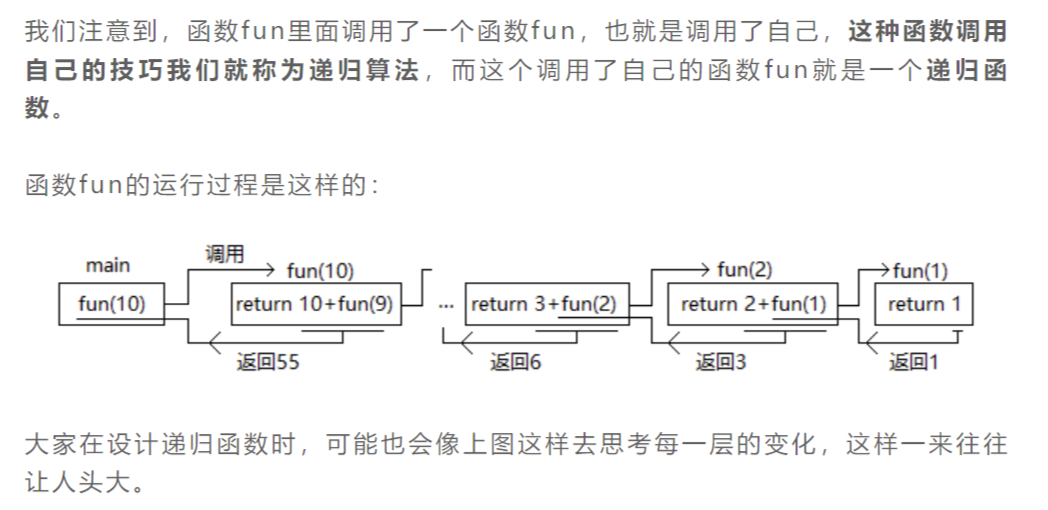 我们注意到，函数fun里面调用了一个函数fun，也就是调用了自己，这种函数调用
自己的技巧我们就称为递归算法，而这个调用了自己的函数fun就是一个递归函
数。
函数fun的运行过程是这样的：
main 调用 fun(10) fun(2) fun(1)
fun(10) return 10+fun(9) ... return 3+fun(2) return 2+fun(1) return 1
返回55 返回6 返回3 返回1
大家在设计递归函数时，可能也会像上图这样去思考每一层的变化，这样一来往往
让人头大。